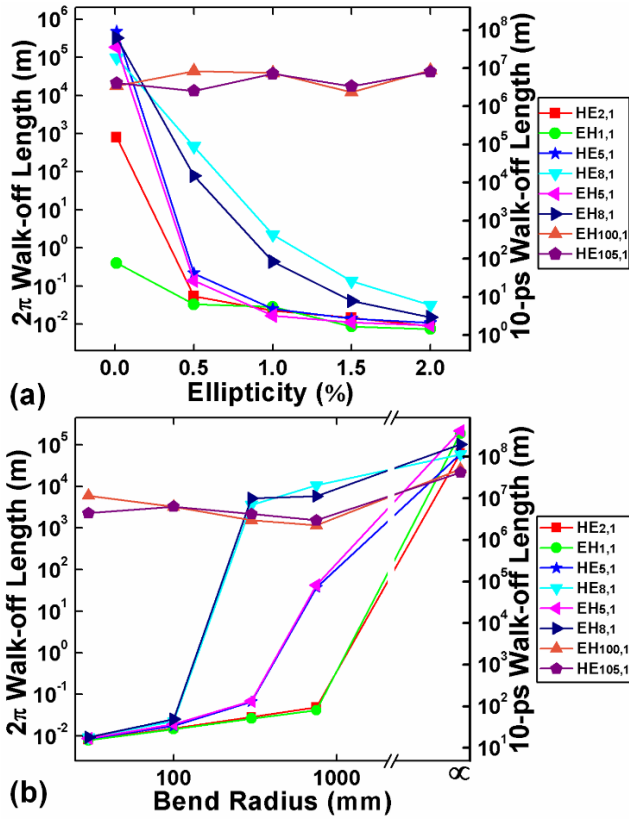 10^6
10^5
10^4
10^3
10^2
10^1
10^0
10^-1
10^-2
2π Walk-off Length (m)
10^8
10^7
10^6
10^5
10^4
10^3
10^2
10^1
10^0
10-ps Walk-off Length (m)
0.0 0.5 1.0 1.5 2.0
Ellipticity (%)
(a)
HE2,1
EH1,1
HE5,1
HE8,1
EH5,1
EH8,1
EH100,1
HE105,1
10^5
10^4
10^3
10^2
10^1
10^0
10^-1
10^-2
2π Walk-off Length (m)
10^8
10^7
10^6
10^5
10^4
10^3
10^2
10^1
10-ps Walk-off Length (m)
100 1000 ∝
Bend Radius (mm)
(b)
HE2,1
EH1,1
HE5,1
HE8,1
EH5,1
EH8,1
EH100,1
HE105,1